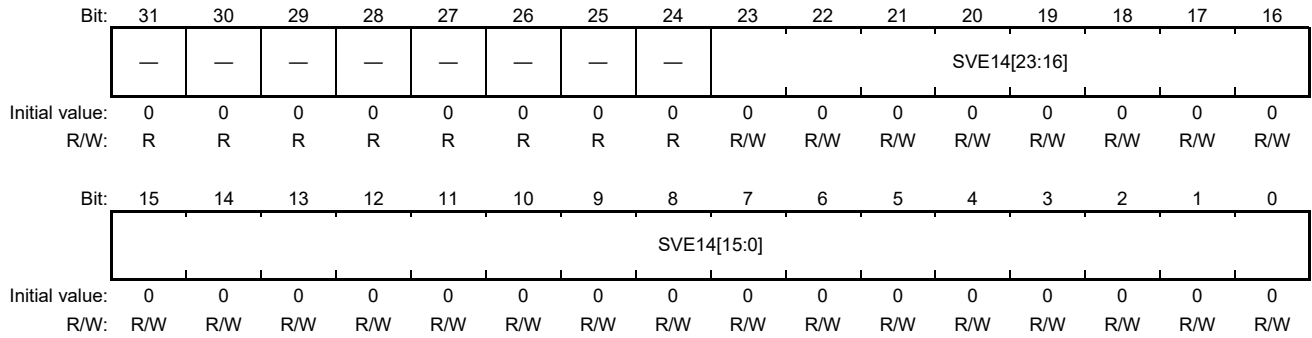 Bit: 31 30 29 28 27 26 25 24 23 22 21 20 19 18 17 16
— — — — — — — — SVE14[23:16]
Initial value: 0 0 0 0 0 0 0 0 0 0 0 0 0 0 0 0
R/W: R R R R R R R R R/W R/W R/W R/W R/W R/W R/W R/W
Bit: 15 14 13 12 11 10 9 8 7 6 5 4 3 2 1 0
SVE14[15:0]
Initial value: 0 0 0 0 0 0 0 0 0 0 0 0 0 0 0 0
R/W: R/W R/W R/W R/W R/W R/W R/W R/W R/W R/W R/W R/W R/W R/W R/W R/W